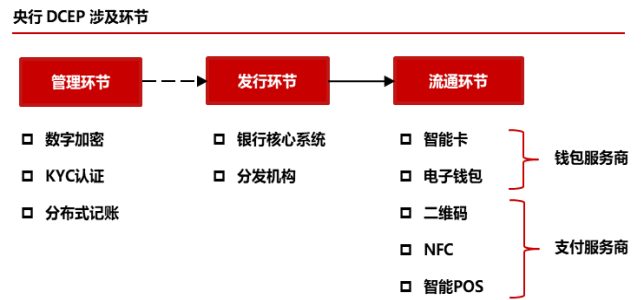 央行 DCEP 涉及环节
管理环节
发行环节
流通环节
数字加密
KYC认证
分布式记账
银行核心系统
分发机构
智能卡
电子钱包
二维码
NFC
智能POS
钱包服务商
支付服务商